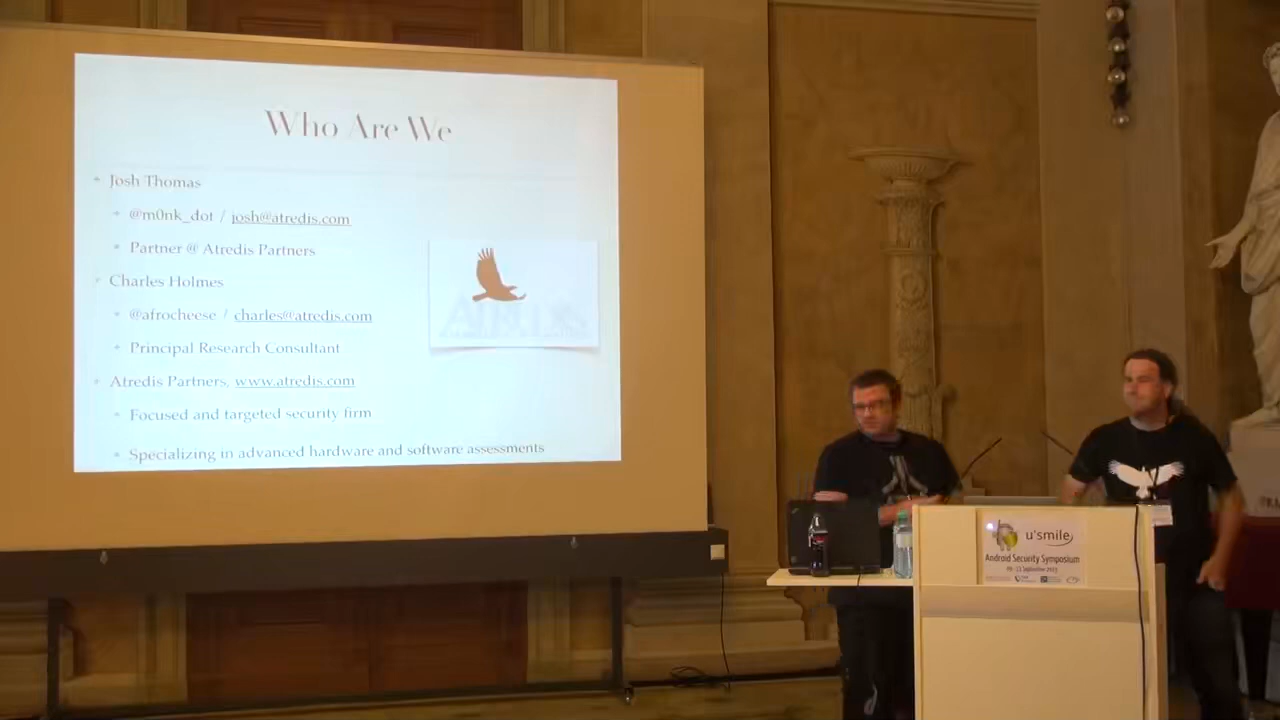 Who Are We
Josh Thomas
@m0nk_dot / josh@atredis.com
Partner @ Atredis Partners
Charles Holmes
@afrocheese / charles@atredis.com
Principal Research Consultant
Atredis Partners, www.atredis.com
Focused and targeted security firm
Specializing in advanced hardware and software assessments
Atredis
u'smile
Android Security Symposium